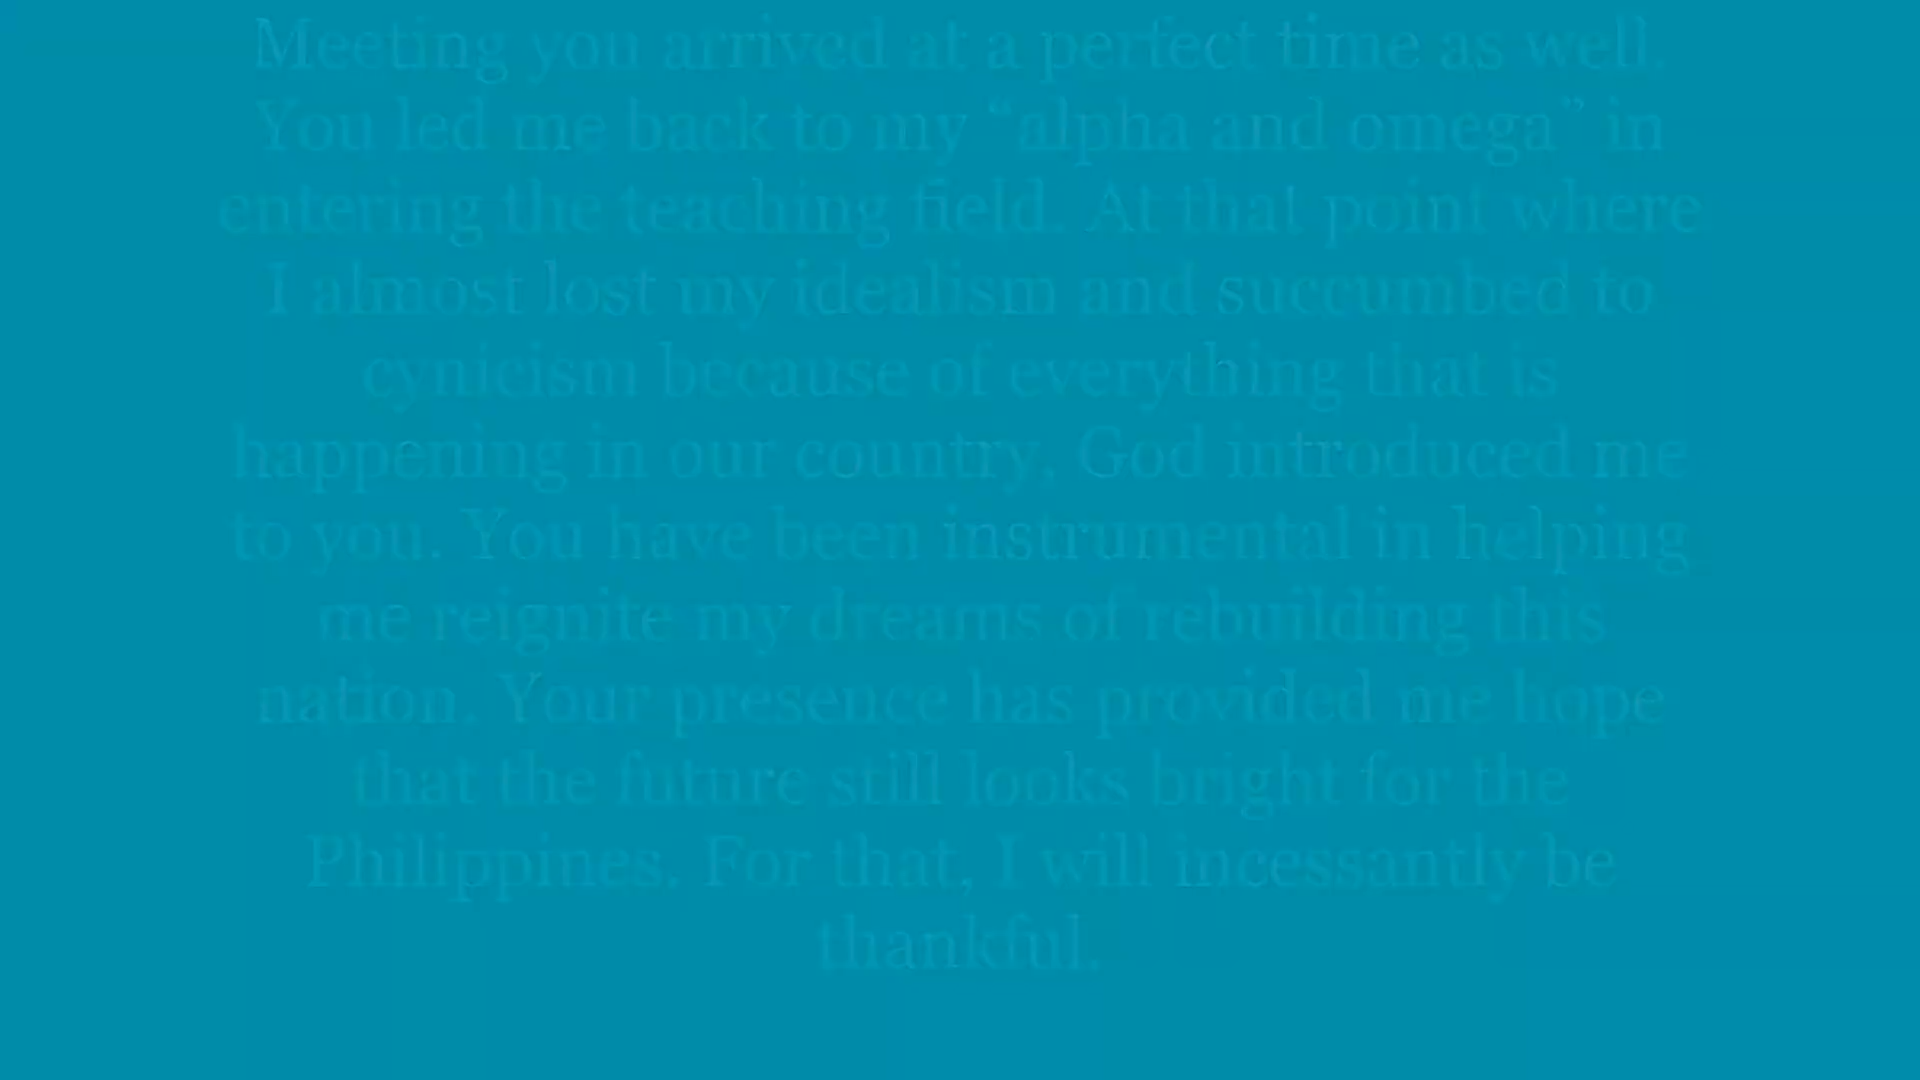 Meeting you arrived at a perfect time as well.
You led me back to my “alpha and omega” in
entering the teaching field. At that point where
I almost lost my idealism and succumbed to
cynicism because of everything that is
happening in our country, God introduced me
to you. You have been instrumental in helping
me reignite my dreams of rebuilding this
nation. Your presence has provided me hope
that the future still looks bright for the
Philippines. For that, I will incessantly be
thankful.